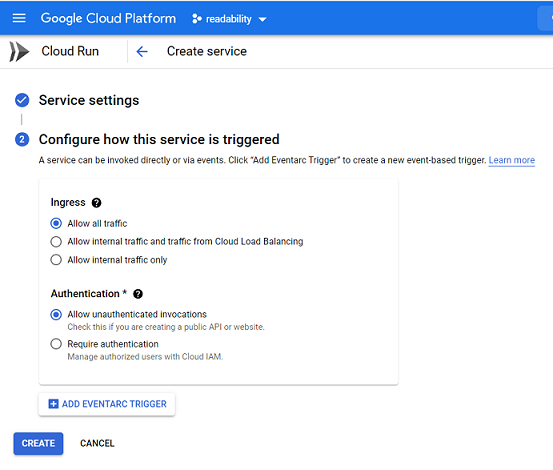 Google Cloud Platform
readability
Cloud Run
Create service
Service settings
2
Configure how this service is triggered
A service can be invoked directly or via events. Click "Add Eventarc Trigger" to create a new event-based trigger. Learn more
Ingress ?
Allow all traffic
Allow internal traffic and traffic from Cloud Load Balancing
Allow internal traffic only
Authentication * ?
Allow unauthenticated invocations
Check this if you are creating a public API or website.
Require authentication
Manage authorized users with Cloud IAM.
ADD EVENTARC TRIGGER
CREATE
CANCEL